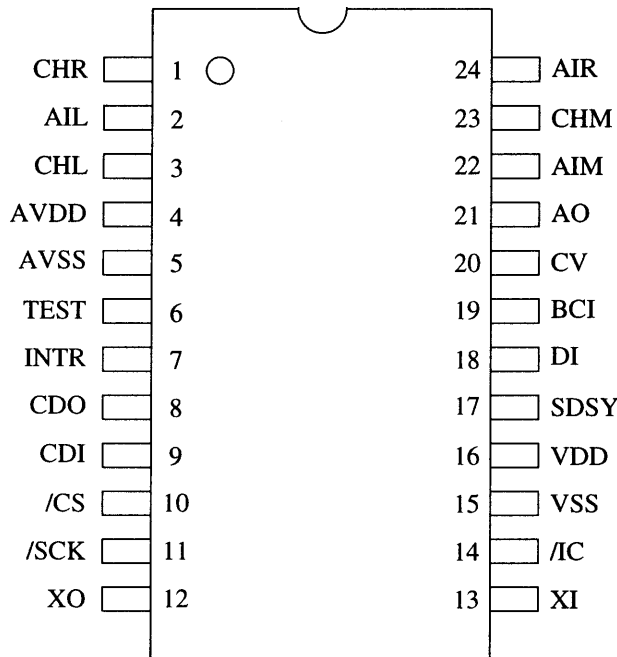 CHR 1 24 AIR
AIL 2 23 CHM
CHL 3 22 AIM
AVDD 4 21 AO
AVSS 5 20 CV
TEST 6 19 BCI
INTR 7 18 DI
CDO 8 17 SDSY
CDI 9 16 VDD
/CS 10 15 VSS
/SCK 11 14 /IC
XO 12 13 XI